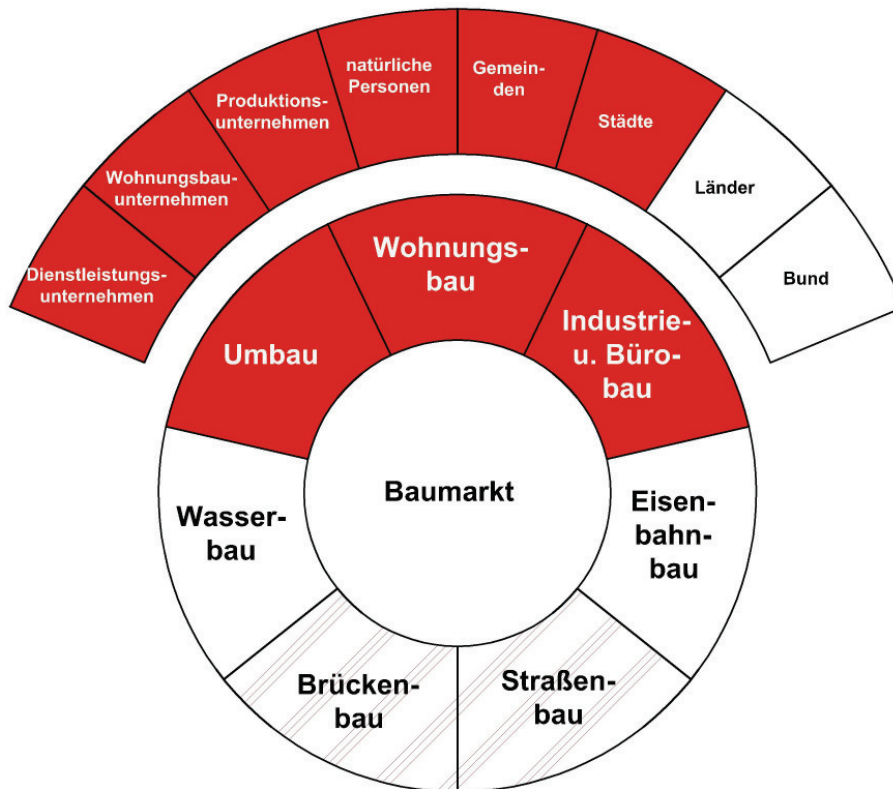 Dienstleistungs-
unternehmen
Wohnungsbau-
unternehmen
Produktions-
unternehmen
natürliche
Personen
Gemein-
den
Städte
Länder
Bund
Umbau
Wohnungs-
bau
Industrie-
u. Büro-
bau
Baumarkt
Wasser-
bau
Eisen-
bahn-
bau
Brücken-
bau
Straßen-
bau